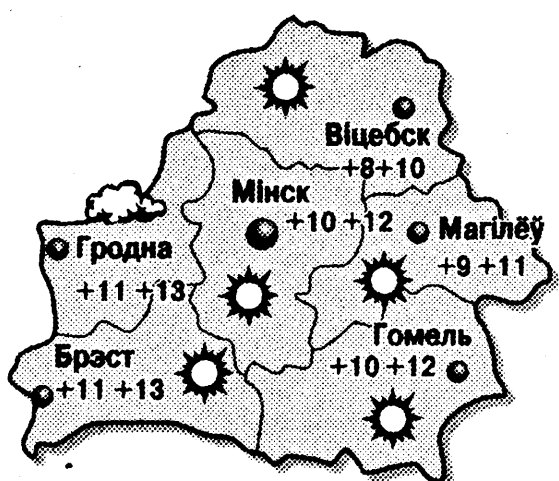 Віцебск
+8+10
Мінск
+10 +12
Магілёў
+9 +11
Гродна
+11 +13
Гомель
+10 +12
Брэст
+11 +13